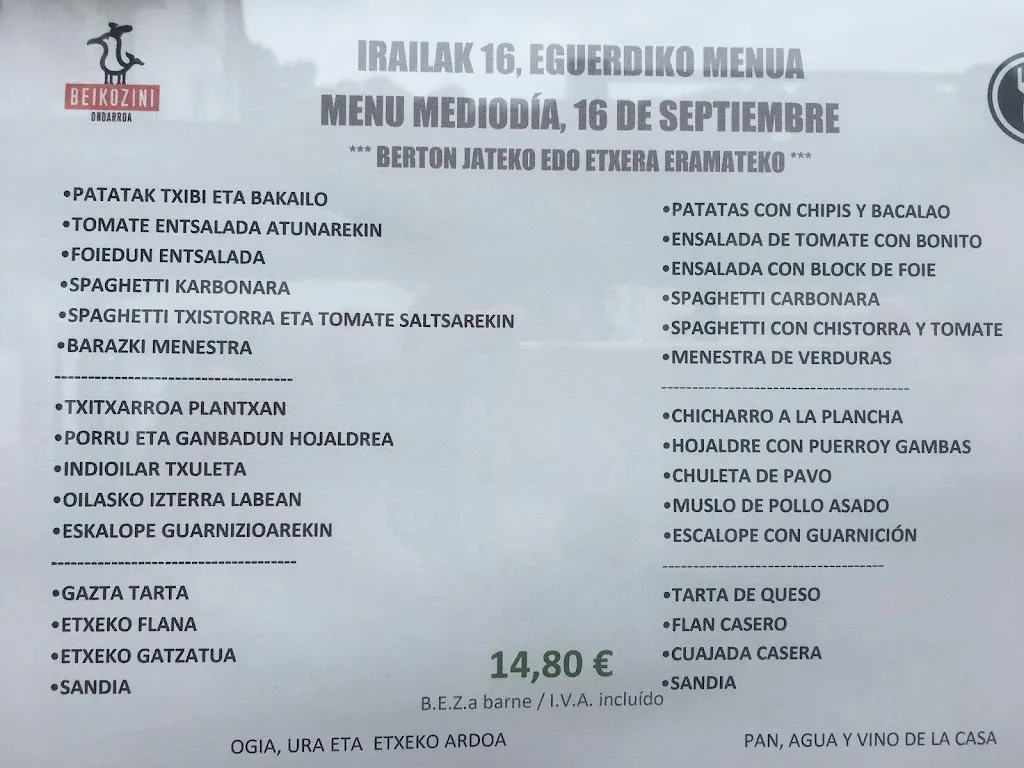 BEIKOZINI
ONDARROA
IRAILAK 16, EGUERDIKO MENUA
MENU MEDIODÍA, 16 DE SEPTIEMBRE
*** BERTON JATEKO EDO ETXERA ERAMATEKO ***
•PATATAK TXIBI ETA BAKAILO
•TOMATE ENTSALADA ATUNAREKIN
•FOIEDUN ENTSALADA
•SPAGHETTI KARBONARA
•SPAGHETTI TXISTORRA ETA TOMATE SALTSAREKIN
•BARAZKI MENESTRA
------------------------------------
•TXITXARROA PLANTXAN
•PORRU ETA GANBADUN HOJALDREA
•INDIOILAR TXULETA
•OILASKO IZTERRA LABEAN
•ESKALOPE GUARNIZIOAREKIN
------------------------------------
•GAZTA TARTA
•ETXEKO FLANA
•ETXEKO GATZATUA
•SANDIA
•PATATAS CON CHIPIS Y BACALAO
•ENSALADA DE TOMATE CON BONITO
•ENSALADA CON BLOCK DE FOIE
•SPAGHETTI CARBONARA
•SPAGHETTI CON CHISTORRA Y TOMATE
•MENESTRA DE VERDURAS
------------------------------------
•CHICHARRO A LA PLANCHA
•HOJALDRE CON PUERROY GAMBAS
•CHULETA DE PAVO
•MUSLO DE POLLO ASADO
•ESCALOPE CON GUARNICIÓN
------------------------------------
•TARTA DE QUESO
•FLAN CASERO
•CUAJADA CASERA
•SANDIA
14,80 €
B.E.Z.a barne / I.V.A. incluído
OGIA, URA ETA ETXEKO ARDOA
PAN, AGUA Y VINO DE LA CASA